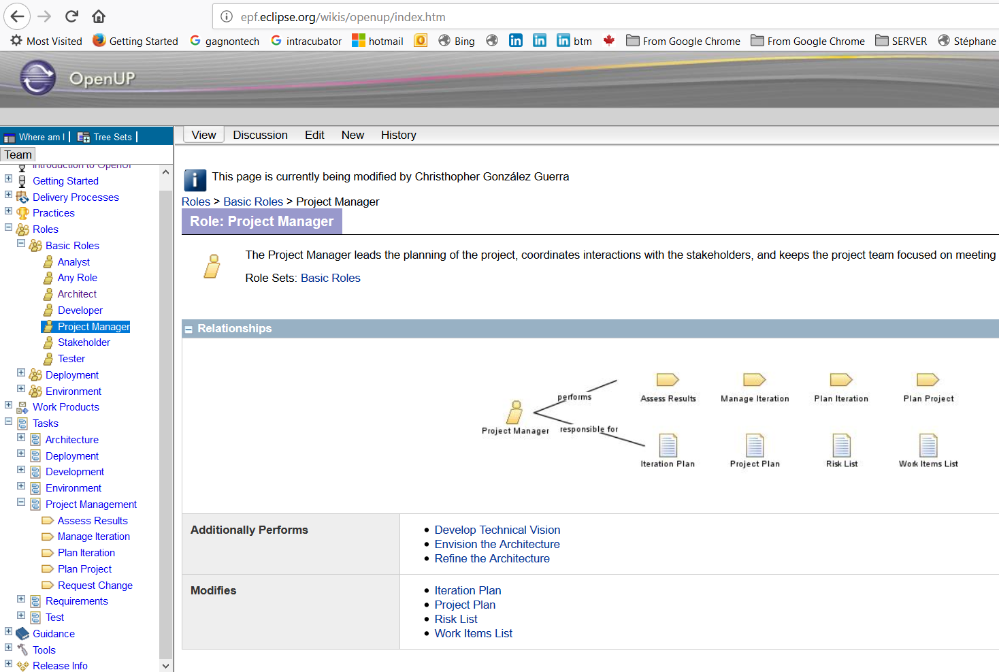 epf.eclipse.org/wikis/openup/index.htm
Most Visited Getting Started gagnontech intracubator hotmail Bing btm From Google Chrome From Google Chrome SERVER Stéphane
OpenUP
Where am I Tree Sets
View Discussion Edit New History
Team
Introduction to OpenUP
Getting Started
Delivery Processes
Practices
Roles
Basic Roles
Analyst
Any Role
Architect
Developer
Project Manager
Stakeholder
Tester
Deployment
Environment
Work Products
Tasks
Architecture
Deployment
Development
Environment
Project Management
Assess Results
Manage Iteration
Plan Iteration
Plan Project
Request Change
Requirements
Test
Guidance
Tools
Release Info
This page is currently being modified by Christhopher González Guerra
Roles > Basic Roles > Project Manager
Role: Project Manager
The Project Manager leads the planning of the project, coordinates interactions with the stakeholders, and keeps the project team focused on meeting
Role Sets: Basic Roles
Relationships
performs
Assess Results Manage Iteration Plan Iteration Plan Project
Project Manager
responsible for
Iteration Plan Project Plan Risk List Work Items List
Additionally Performs
Develop Technical Vision
Envision the Architecture
Refine the Architecture
Modifies
Iteration Plan
Project Plan
Risk List
Work Items List